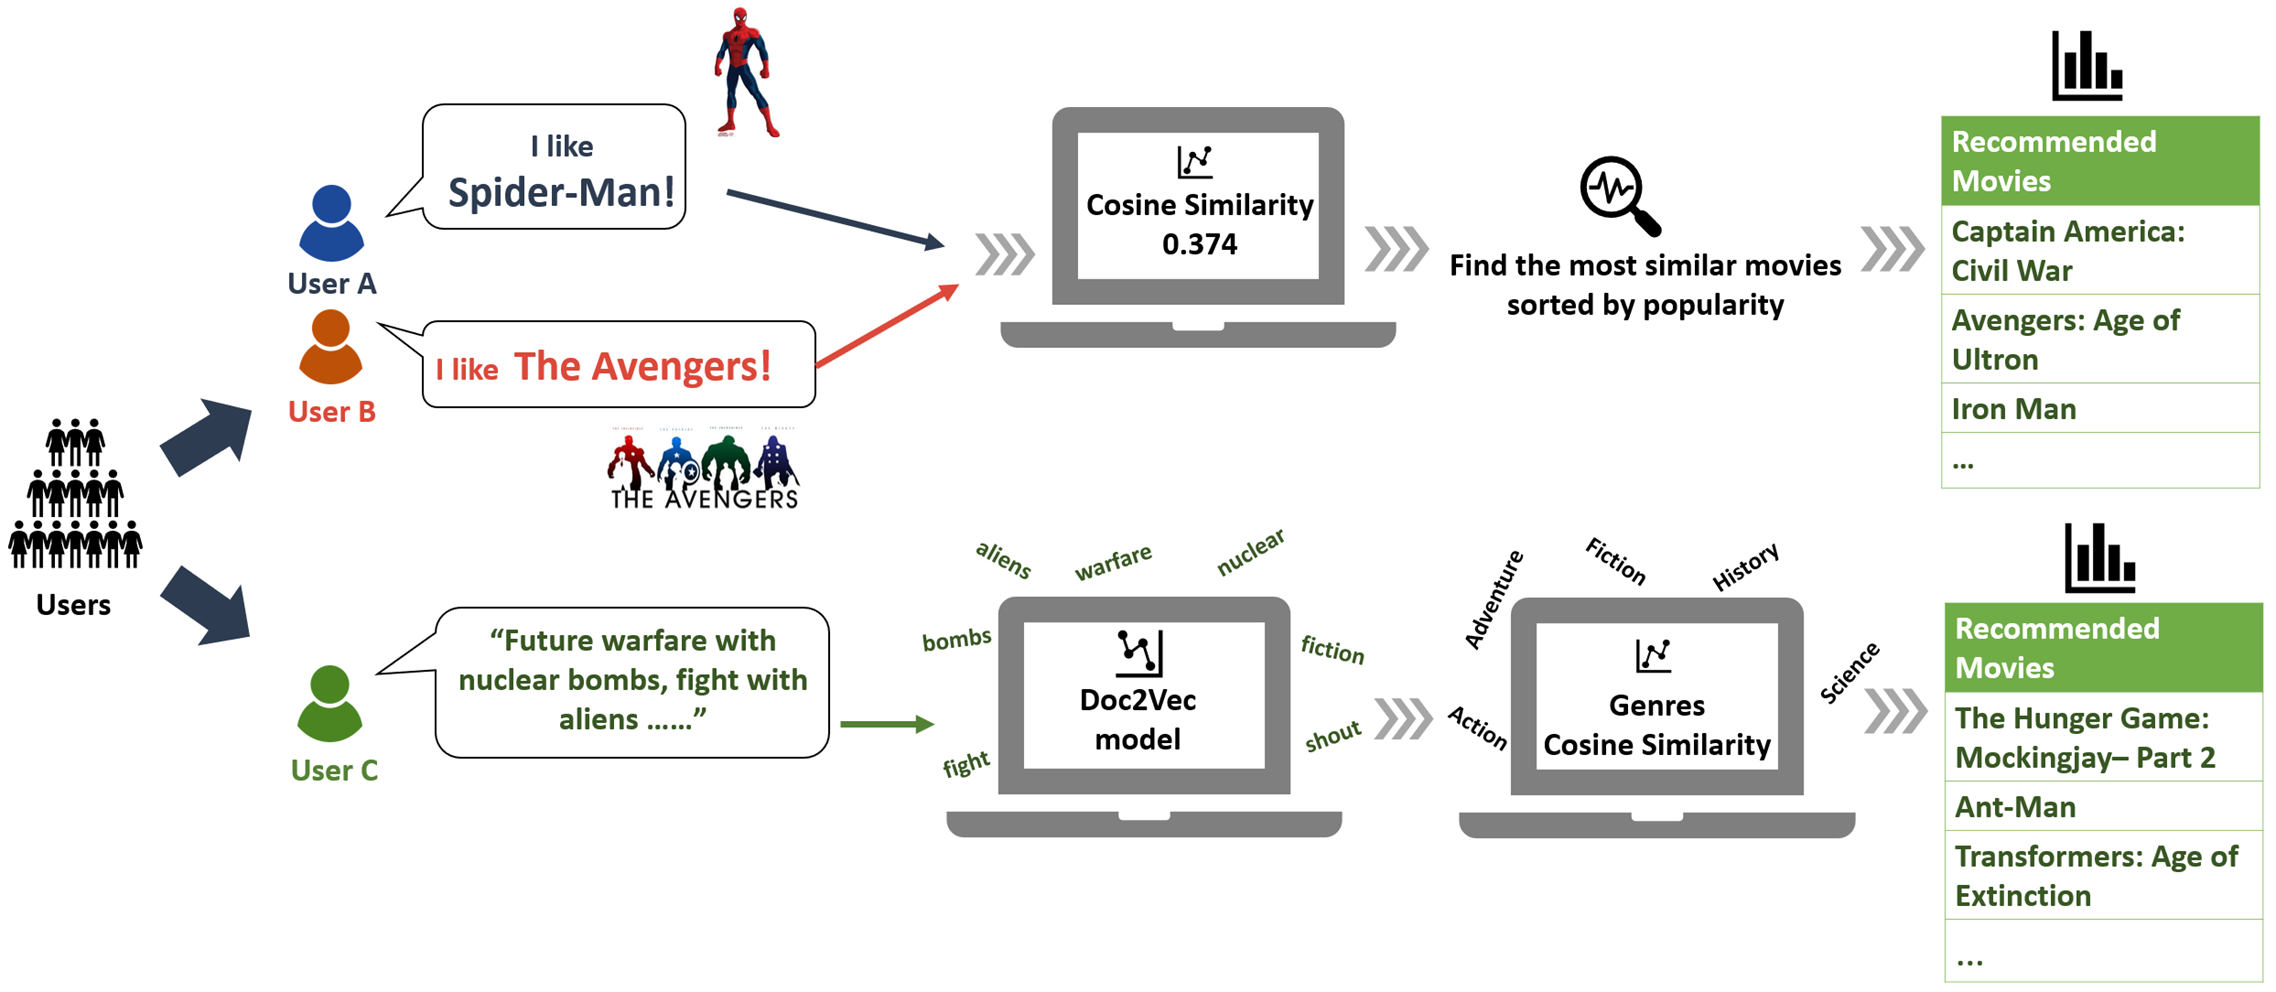 I like
Spider-Man!
User A
User B
I like The Avengers!
THE AVENGERS
Users
Cosine Similarity
0.374
Find the most similar movies
sorted by popularity
Recommended
Movies
Captain America:
Civil War
Avengers: Age of
Ultron
Iron Man
...
User C
“Future warfare with
nuclear bombs, fight with
aliens ......”
aliens
warfare
nuclear
bombs
fiction
fight
shout
Doc2Vec
model
Adventure
Fiction
History
Science
Action
Genres
Cosine Similarity
Recommended
Movies
The Hunger Game:
Mockingjay– Part 2
Ant-Man
Transformers: Age of
Extinction
...